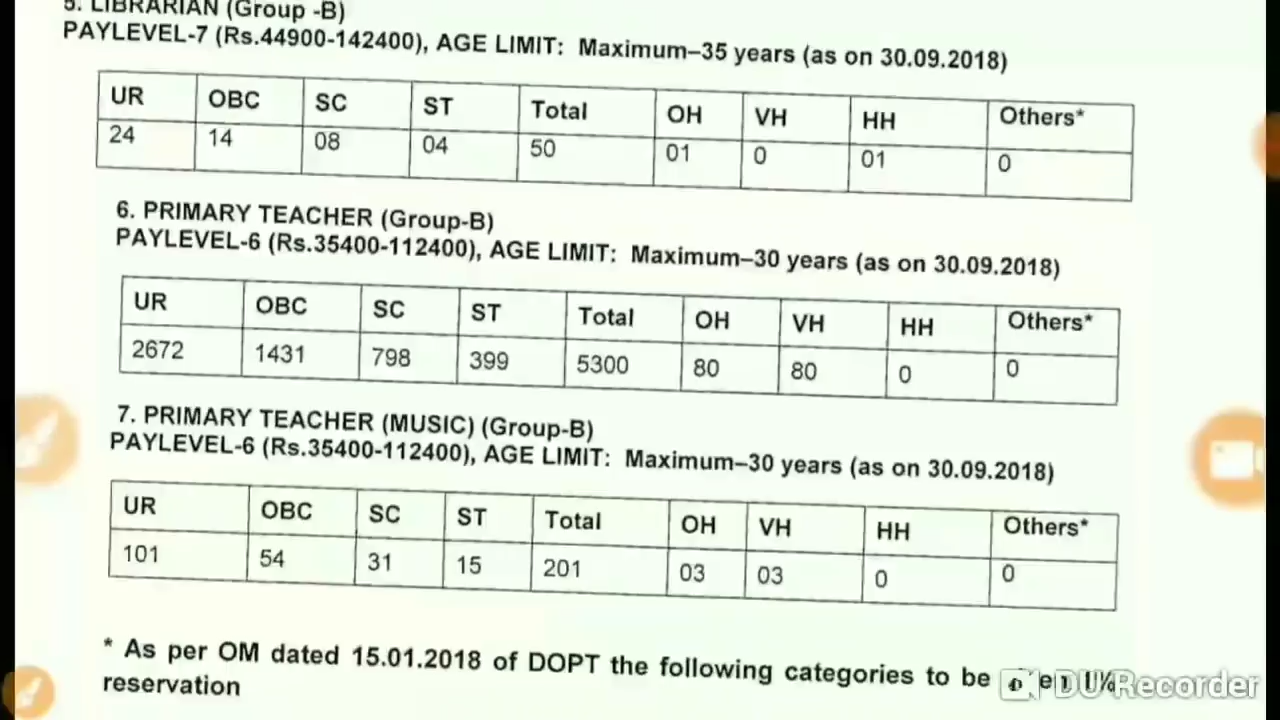 5. LIBRARIAN (Group -B)
PAYLEVEL-7 (Rs.44900-142400), AGE LIMIT: Maximum–35 years (as on 30.09.2018)
UR OBC SC ST Total OH VH HH Others*
24 14 08 04 50 01 0 01 0
6. PRIMARY TEACHER (Group-B)
PAYLEVEL-6 (Rs.35400-112400), AGE LIMIT: Maximum–30 years (as on 30.09.2018)
UR OBC SC ST Total OH VH HH Others*
2672 1431 798 399 5300 80 80 0 0
7. PRIMARY TEACHER (MUSIC) (Group-B)
PAYLEVEL-6 (Rs.35400-112400), AGE LIMIT: Maximum–30 years (as on 30.09.2018)
UR OBC SC ST Total OH VH HH Others*
101 54 31 15 201 03 03 0 0
* As per OM dated 15.01.2018 of DOPT the following categories to be
reservation
DU Recorder